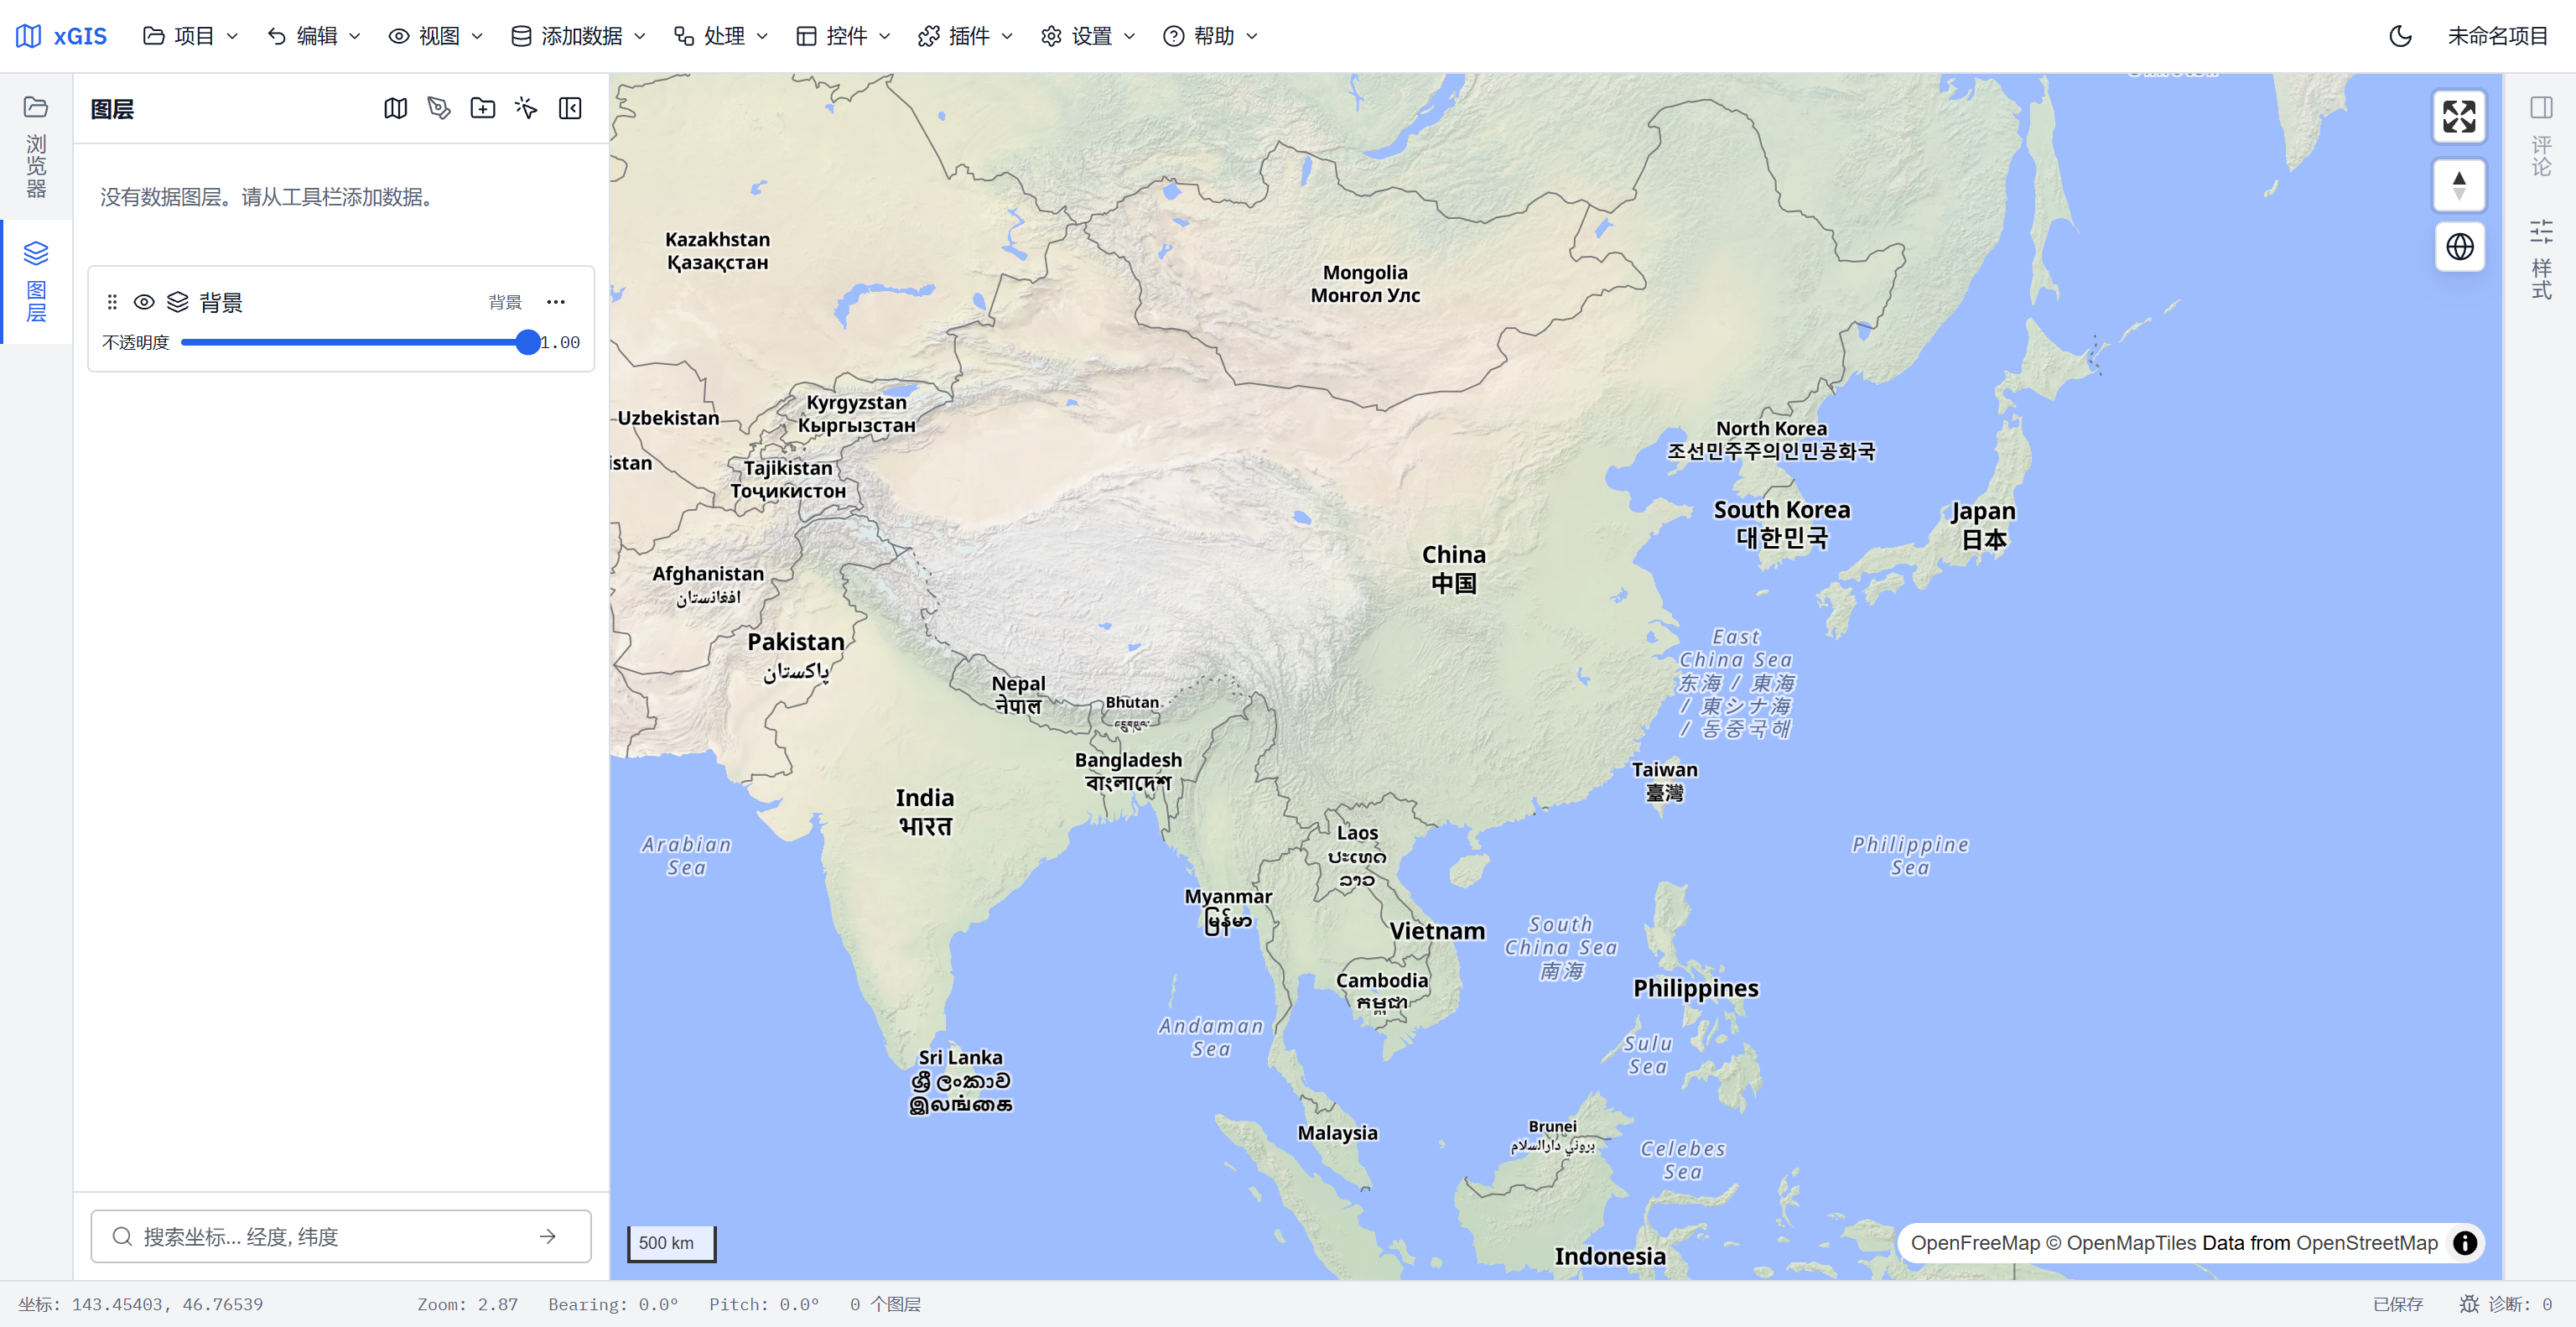 xGIS 项目 编辑 视图 添加数据 处理 控件 插件 设置 帮助 未命名项目
浏览器
图层
图层
没有数据图层。请从工具栏添加数据。
背景 背景
不透明度 1.00
搜索坐标... 经度, 纬度
Kazakhstan
Қазақстан
Mongolia
Монгол Улс
Uzbekistan
Kyrgyzstan
Кыргызстан
istan
Tajikistan
Тоҷикистон
North Korea
조선민주주의인민공화국
South Korea
대한민국
Japan
日本
China
中国
Afghanistan
افغانستان
Pakistan
پاکستان
East
China Sea
东海 / 東海
/ 東シナ海
/ 동중국해
Nepal
नेपाल
Bhutan
Bangladesh
বাংলাদেশ
Taiwan
臺灣
India
भारत
Arabian
Sea
Laos
ປະເທດ
ລາວ
Philippine
Sea
Myanmar
မြန်မာ
Vietnam
South
China Sea
南海
Cambodia
កម្ពុជា
Philippines
Andaman
Sea
Sulu
Sea
Sri Lanka
ශ්‍රී ලංකාව
இலங்கை
Malaysia
Brunei
بروني دارالسلام
Celebes
Sea
Indonesia
500 km
OpenFreeMap © OpenMapTiles Data from OpenStreetMap
评论
样式
坐标: 143.45403, 46.76539 Zoom: 2.87 Bearing: 0.0° Pitch: 0.0° 0 个图层 已保存 诊断: 0